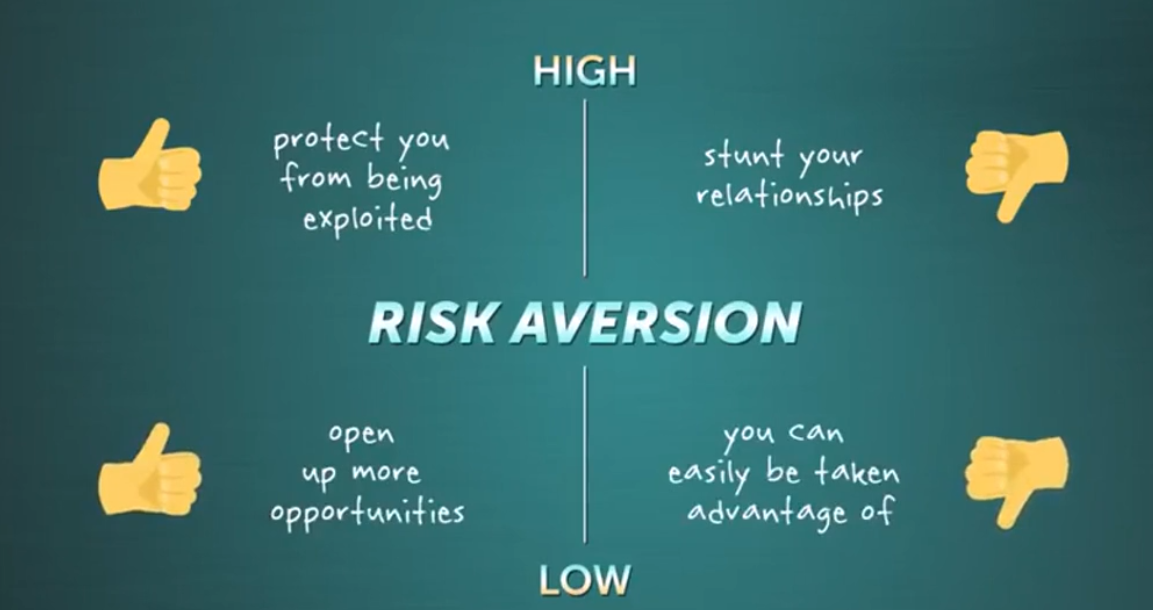 HIGH
protect you
from being
exploited
stunt your
relationships
RISK AVERSION
open
up more
opportunities
you can
easily be taken
advantage of
LOW